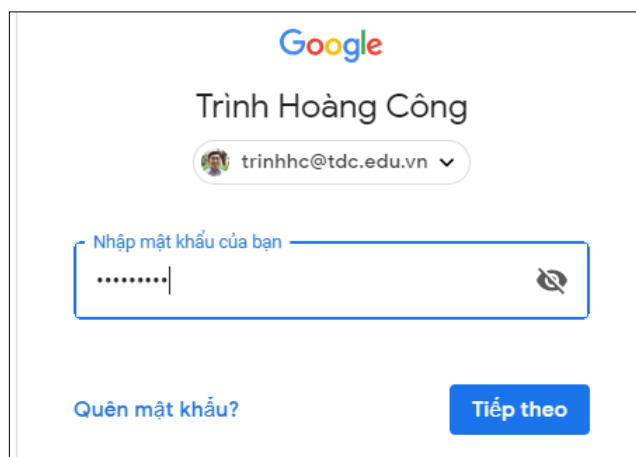 Google
Trình Hoàng Công
trinhhc@tdc.edu.vn
Nhập mật khẩu của bạn
•••••••••
Quên mật khẩu?
Tiếp theo